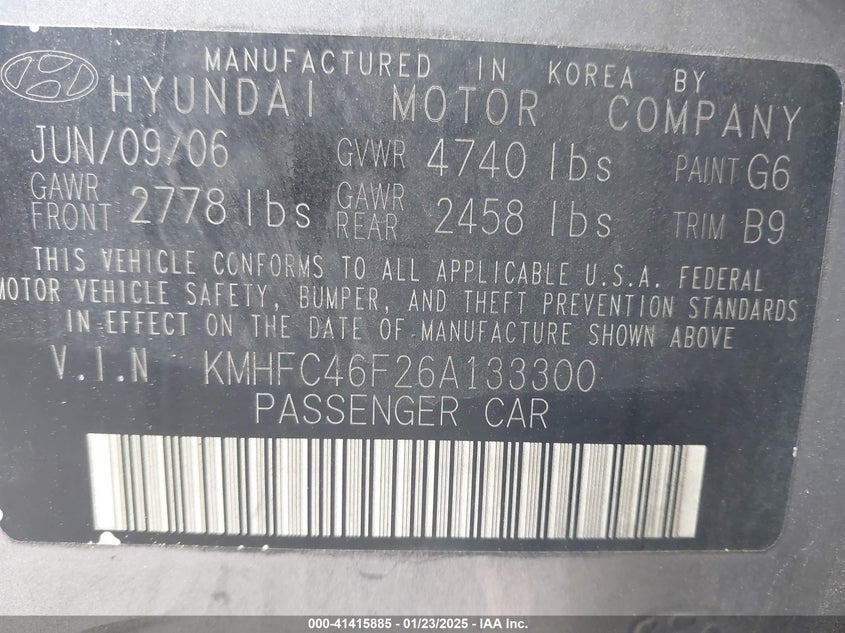 MANUFACTURED IN KOREA BY
HYUNDAI MOTOR COMPANY
JUN/09/06 GVWR 4740 lbs PAINT G6
GAWR FRONT 2778 lbs GAWR REAR 2458 lbs TRIM B9
THIS VEHICLE CONFORMS TO ALL APPLICABLE U.S.A. FEDERAL
MOTOR VEHICLE SAFETY, BUMPER, AND THEFT PREVENTION STANDARDS
IN EFFECT ON THE DATE OF MANUFACTURE SHOWN ABOVE
V.I.N KMHFC46F26A133300
PASSENGER CAR
000-41415885 - 01/23/2025 - IAA Inc.